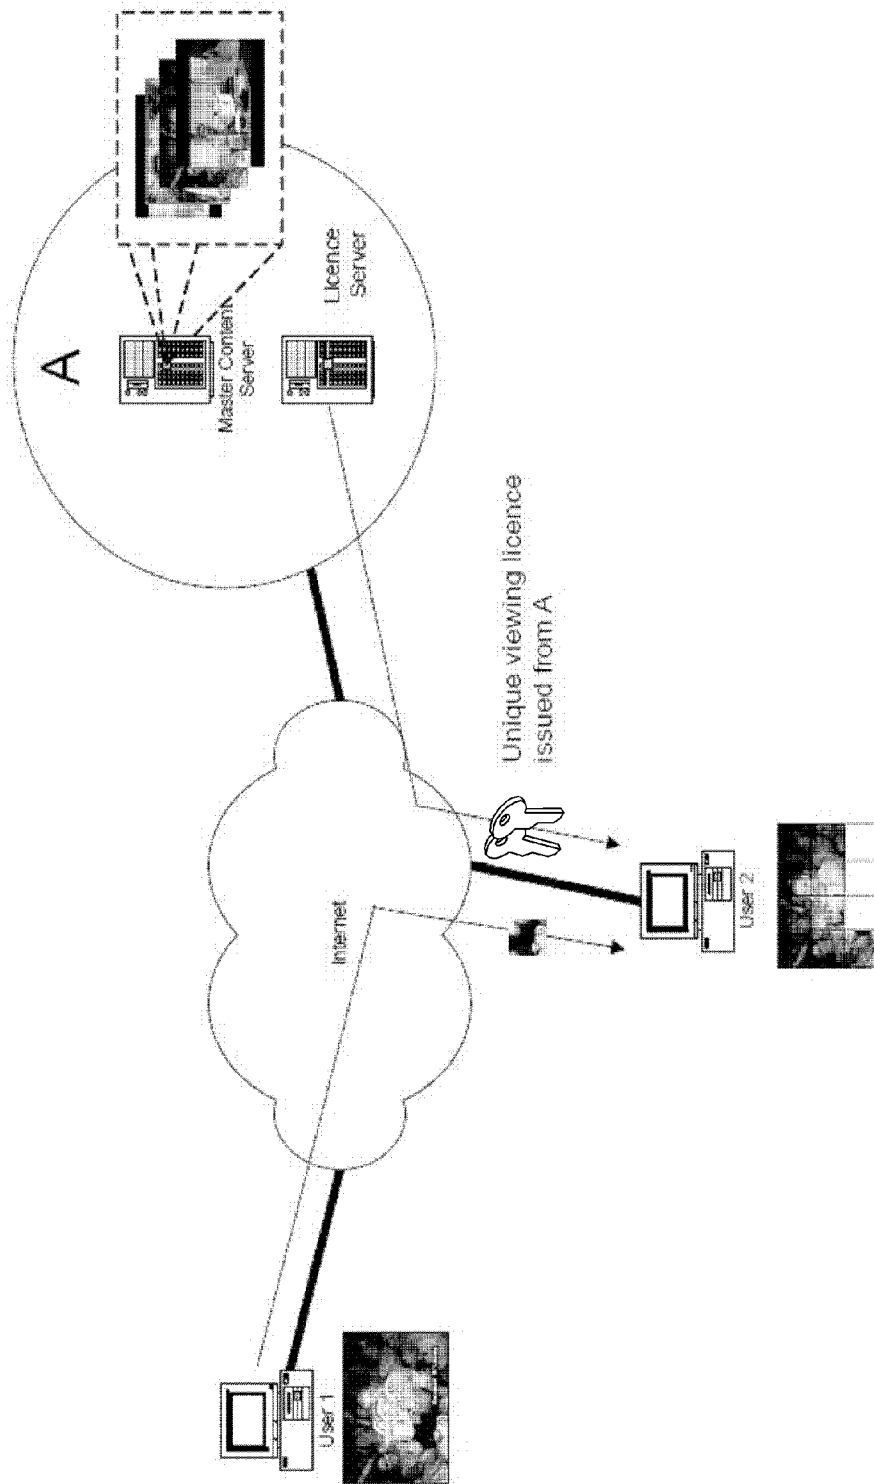 A
Master Content
Server
Licence
Server
Unique viewing licence
issued from A
Internet
User 2
User 1